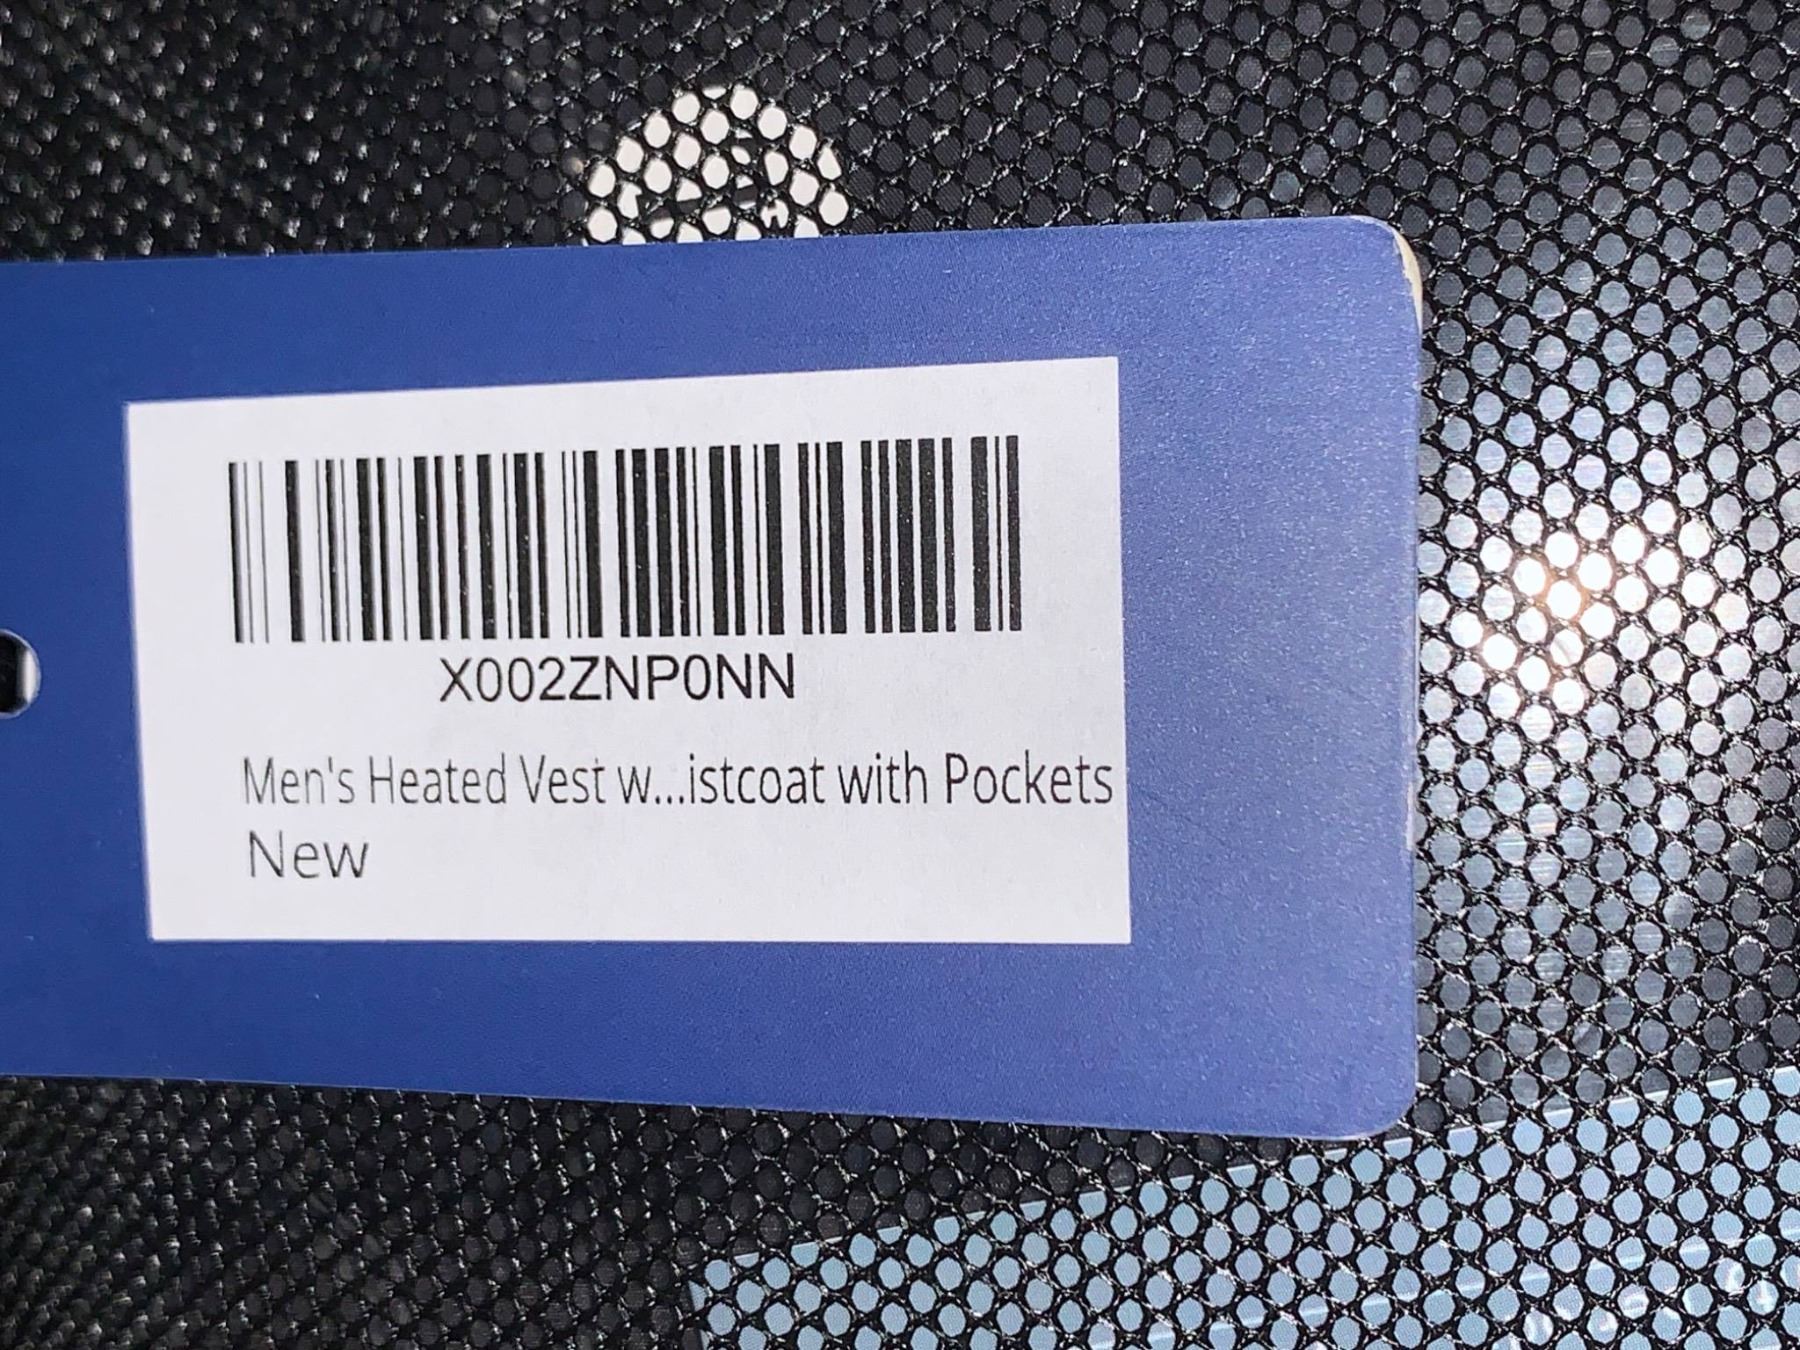 X002ZNP0NN
Men's Heated Vest w...istcoat with Pockets
New